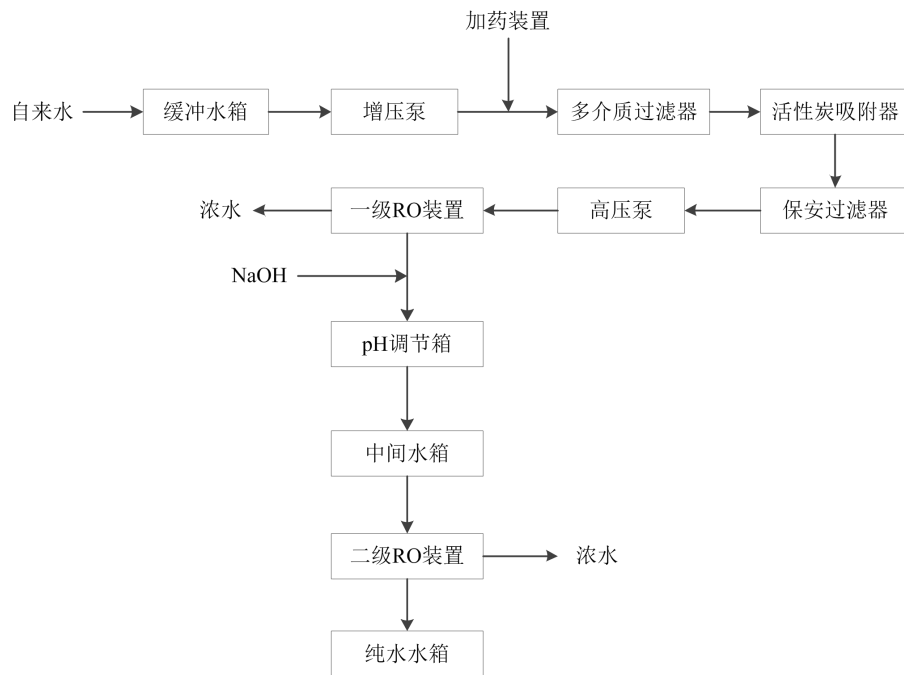 加药装置
自来水
缓冲水箱
增压泵
多介质过滤器
活性炭吸附器
浓水
一级RO装置
高压泵
保安过滤器
NaOH
pH调节箱
中间水箱
二级RO装置
浓水
纯水水箱